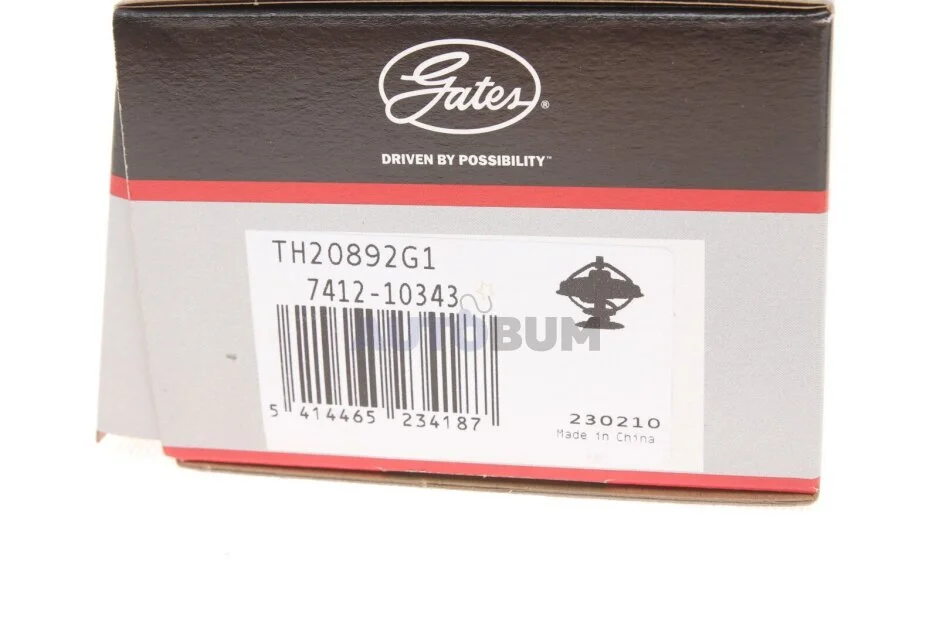 Gates®
DRIVEN BY POSSIBILITY™
TH20892G1
7412-10343
AUTOBUM
5 414465 234187
230210
Made in China